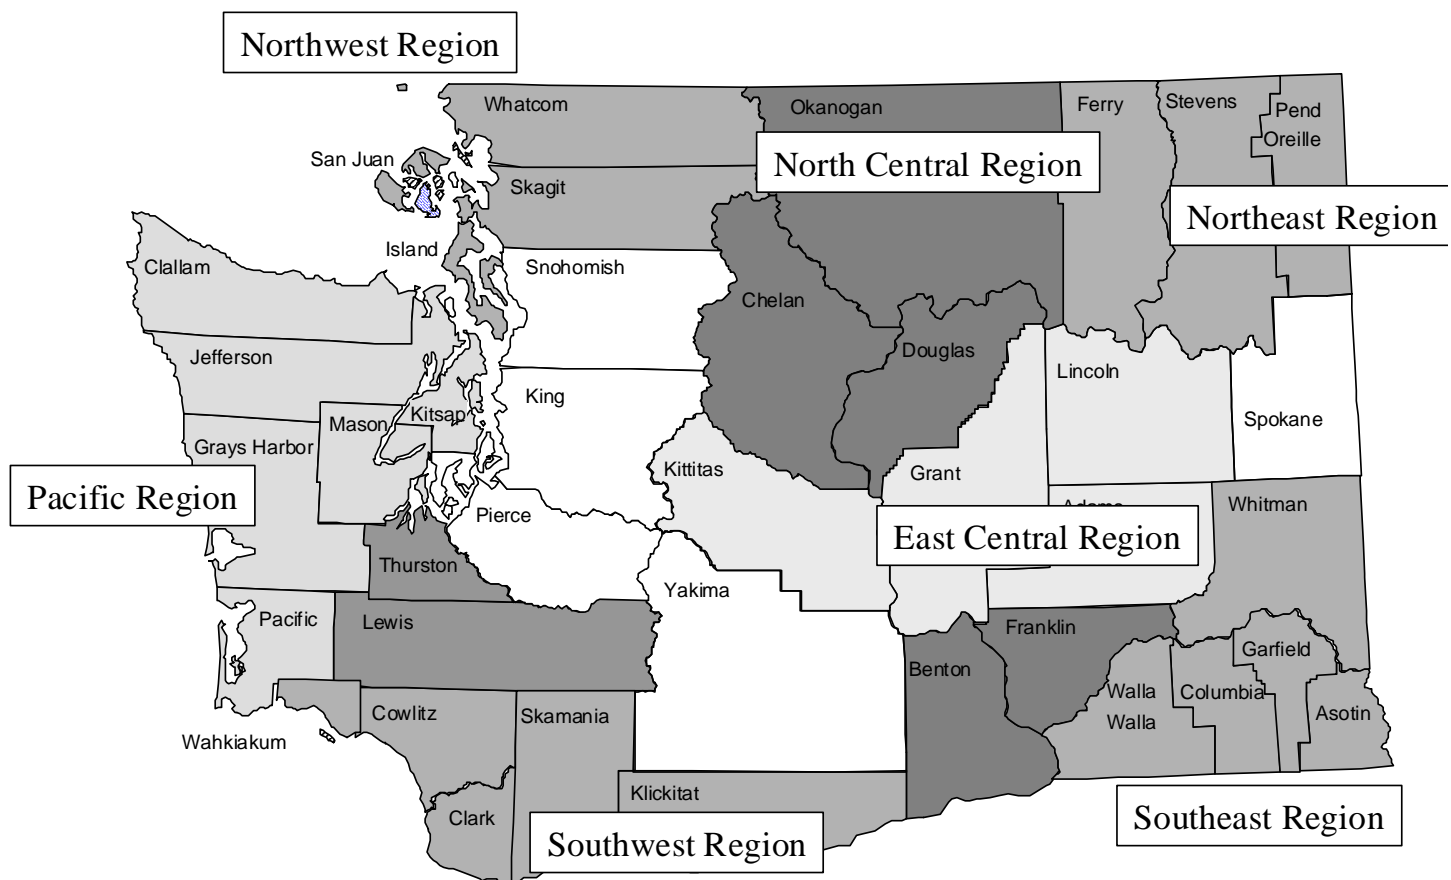 Northwest Region
Whatcom
Okanogan
Ferry
Stevens
Pend
Oreille
San Juan
North Central Region
Skagit
Northeast Region
Island
Clallam
Snohomish
Chelan
Jefferson
Douglas
Lincoln
King
Mason
Kitsap
Spokane
Grays Harbor
Kittitas
Grant
Pacific Region
Pierce
Whitman
East Central Region
Thurston
Yakima
Pacific
Lewis
Franklin
Garfield
Benton
Walla
Walla
Columbia
Cowlitz
Skamania
Asotin
Wahkiakum
Klickitat
Clark
Southwest Region
Southeast Region